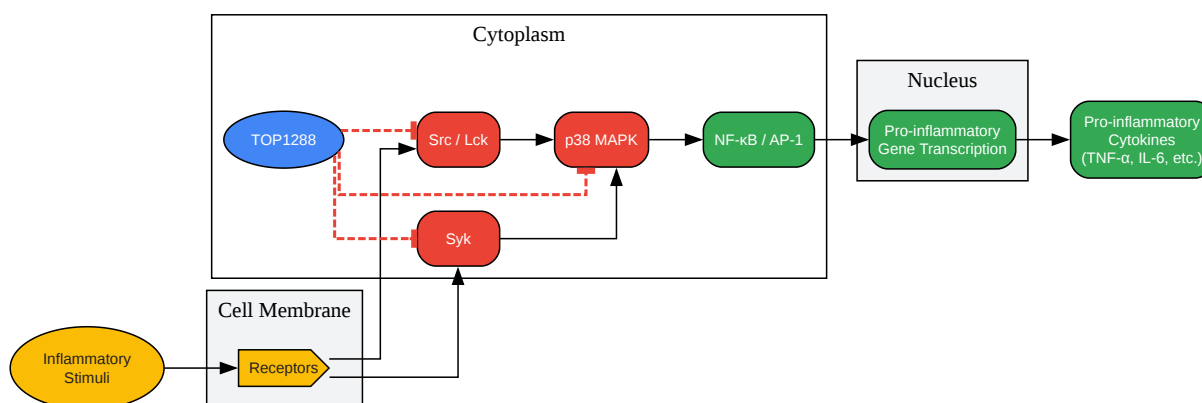 Cytoplasm
Nucleus
TOP1288
Src / Lck
p38 MAPK
NF-κB / AP-1
Pro-inflammatory
Gene Transcription
Pro-inflammatory
Cytokines
(TNF-α, IL-6, etc.)
Syk
Cell Membrane
Inflammatory
Stimuli
Receptors